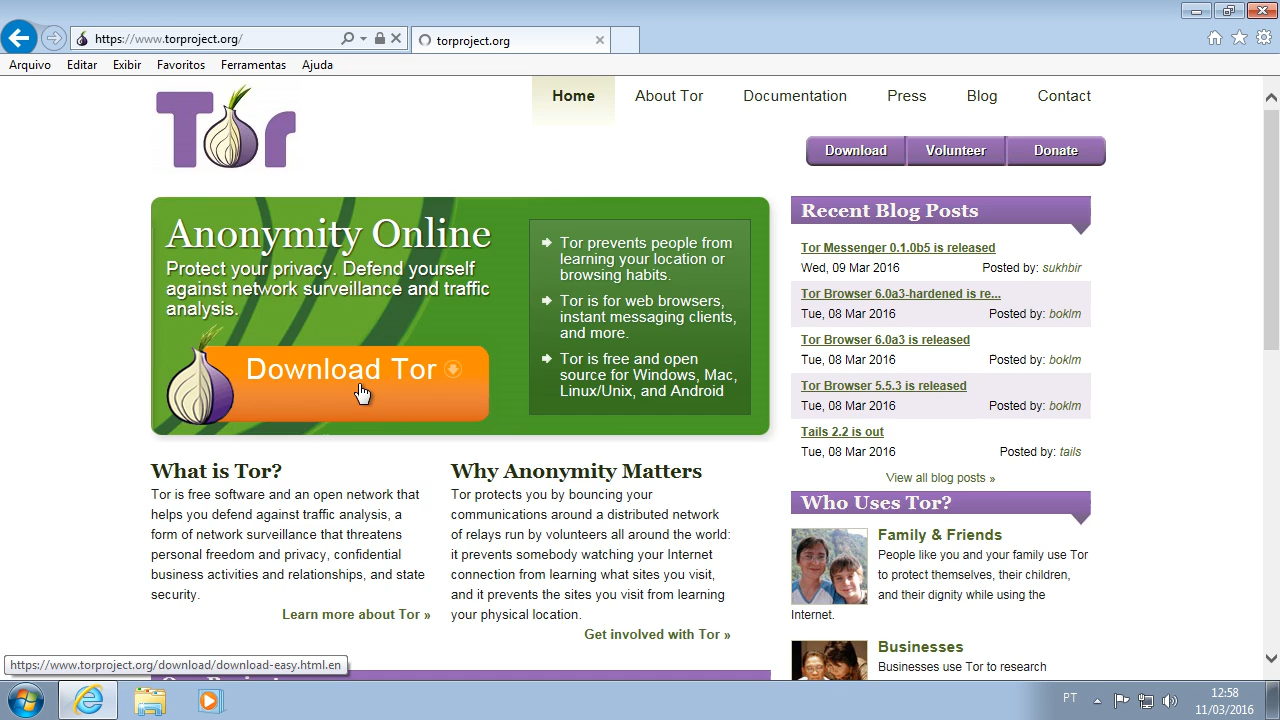 https://www.torproject.org/
torproject.org
Arquivo Editar Exibir Favoritos Ferramentas Ajuda
Tor
Home About Tor Documentation Press Blog Contact
Download Volunteer Donate
Anonymity Online
Protect your privacy. Defend yourself
against network surveillance and traffic
analysis.
Download Tor
Tor prevents people from
learning your location or
browsing habits.
Tor is for web browsers,
instant messaging clients,
and more.
Tor is free and open
source for Windows, Mac,
Linux/Unix, and Android
Recent Blog Posts
Tor Messenger 0.1.0b5 is released
Wed, 09 Mar 2016 Posted by: sukhbir
Tor Browser 6.0a3-hardened is re...
Tue, 08 Mar 2016 Posted by: boklm
Tor Browser 6.0a3 is released
Tue, 08 Mar 2016 Posted by: boklm
Tor Browser 5.5.3 is released
Tue, 08 Mar 2016 Posted by: boklm
Tails 2.2 is out
Tue, 08 Mar 2016 Posted by: tails
View all blog posts »
What is Tor?
Tor is free software and an open network that
helps you defend against traffic analysis, a
form of network surveillance that threatens
personal freedom and privacy, confidential
business activities and relationships, and state
security.
Learn more about Tor »
Why Anonymity Matters
Tor protects you by bouncing your
communications around a distributed network
of relays run by volunteers all around the world:
it prevents somebody watching your Internet
connection from learning what sites you visit,
and it prevents the sites you visit from learning
your physical location.
Get involved with Tor »
Who Uses Tor?
Family & Friends
People like you and your family use Tor
to protect themselves, their children,
and their dignity while using the
Internet.
Businesses
Businesses use Tor to research
https://www.torproject.org/download/download-easy.html.en
PT
12:58
11/03/2016